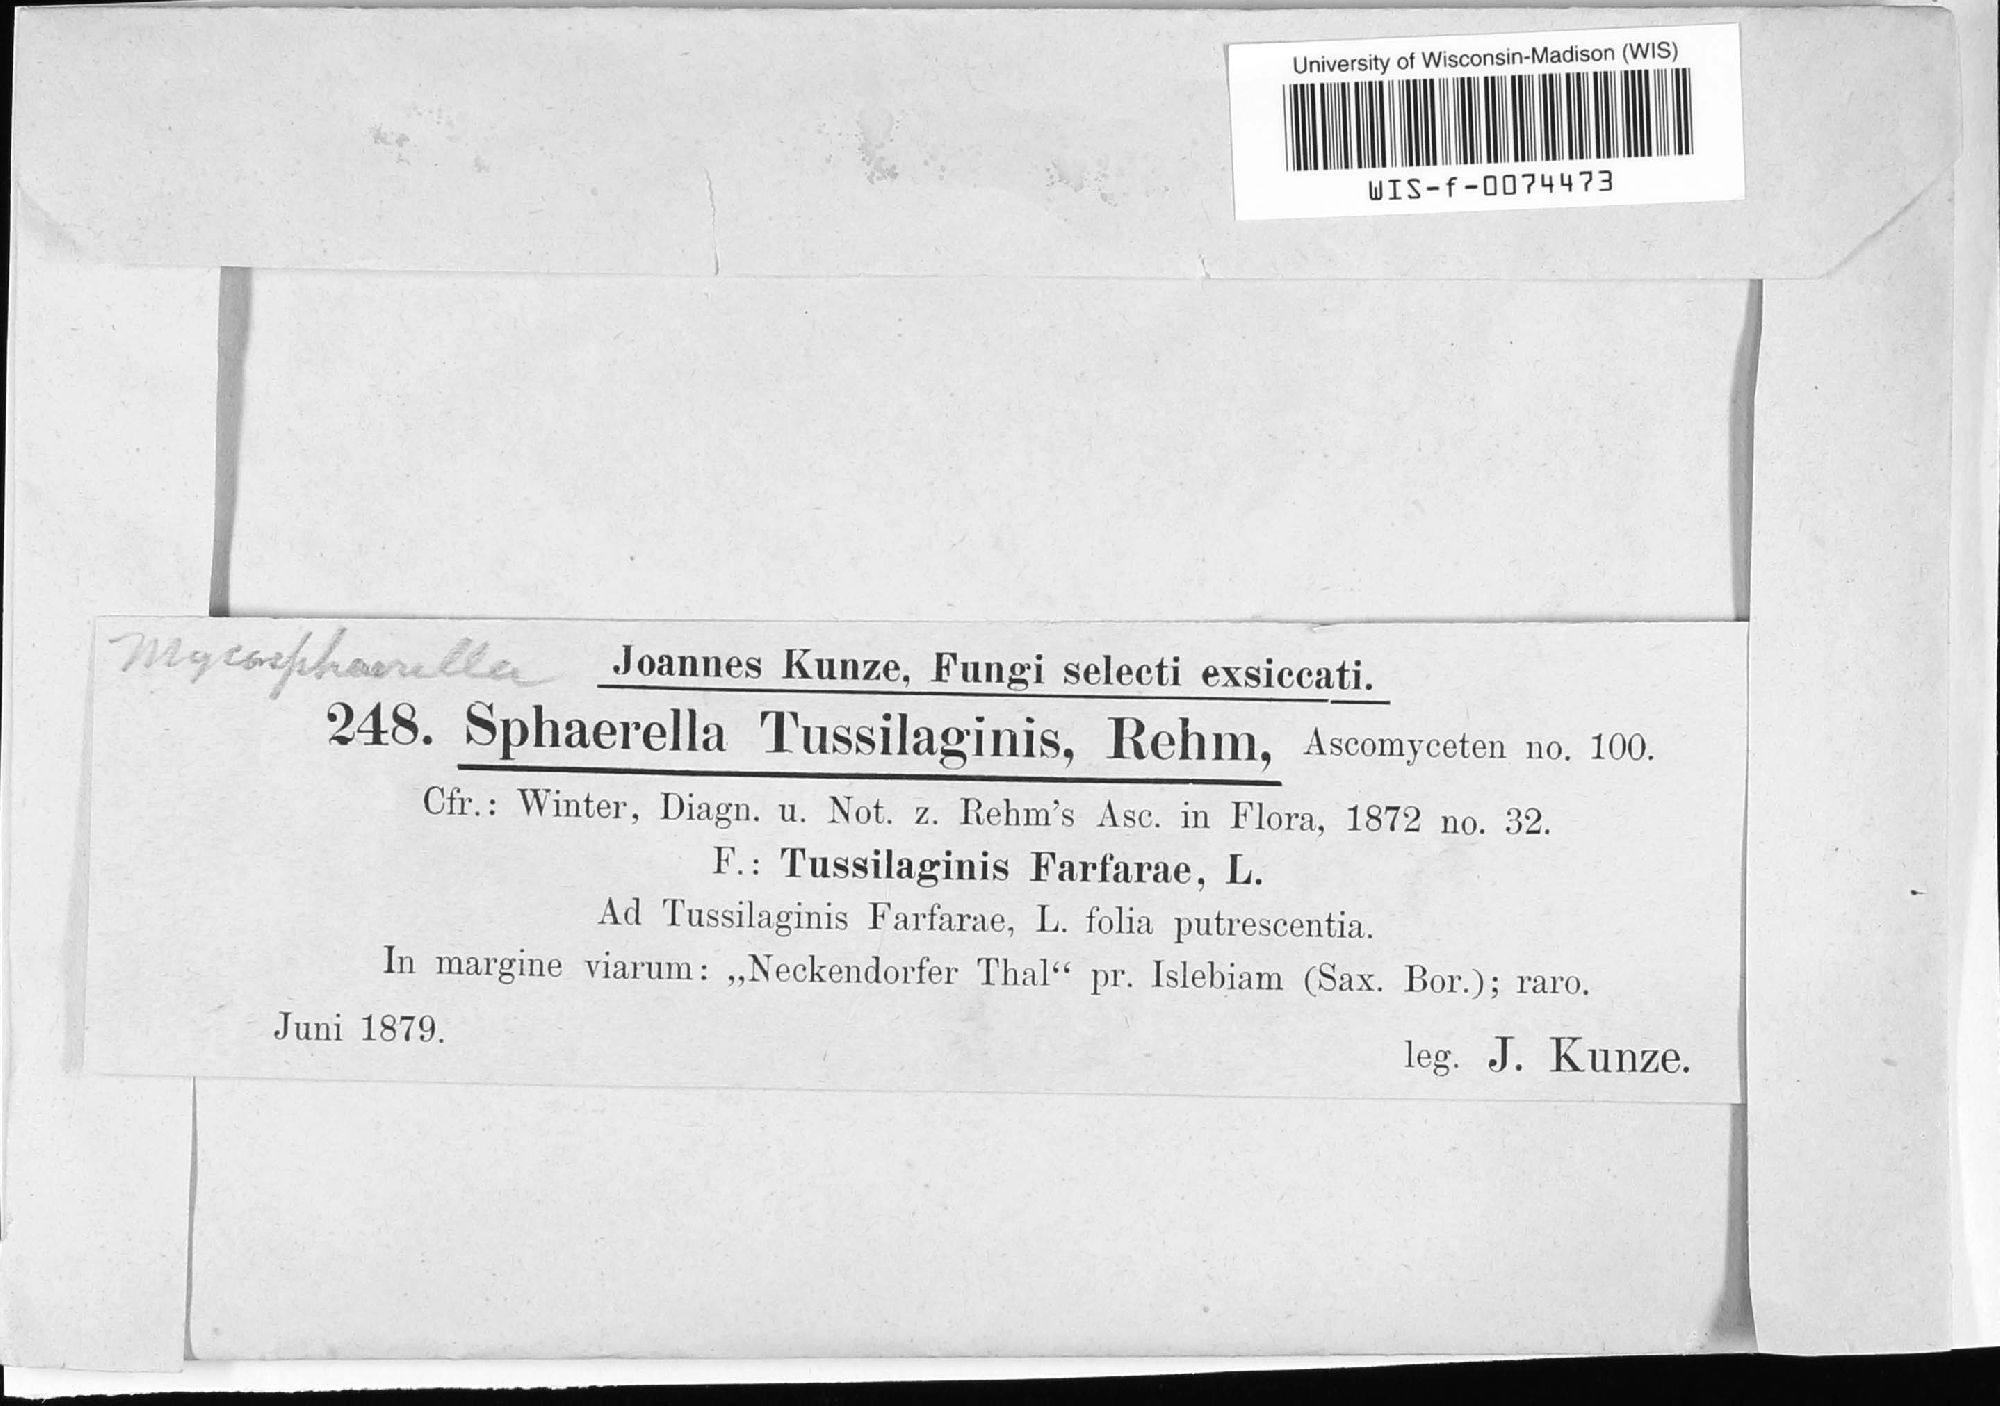 University of Wisconsin-Madison (WIS)
WIS-f-0074473
Mycosphaerella
Joannes Kunze, Fungi selecti exsiccati.
248. Sphaerella Tussilaginis, Rehm, Ascomyceten no. 100.
Cfr.: Winter, Diagn. u. Not. z. Rehm's Asc. in Flora, 1872 no. 32.
F.: Tussilaginis Farfarae, L.
Ad Tussilaginis Farfarae, L. folia putrescentia.
In margine viarum: „Neckendorfer Thal“ pr. Islebiam (Sax. Bor.); raro.
Juni 1879.
leg. J. Kunze.